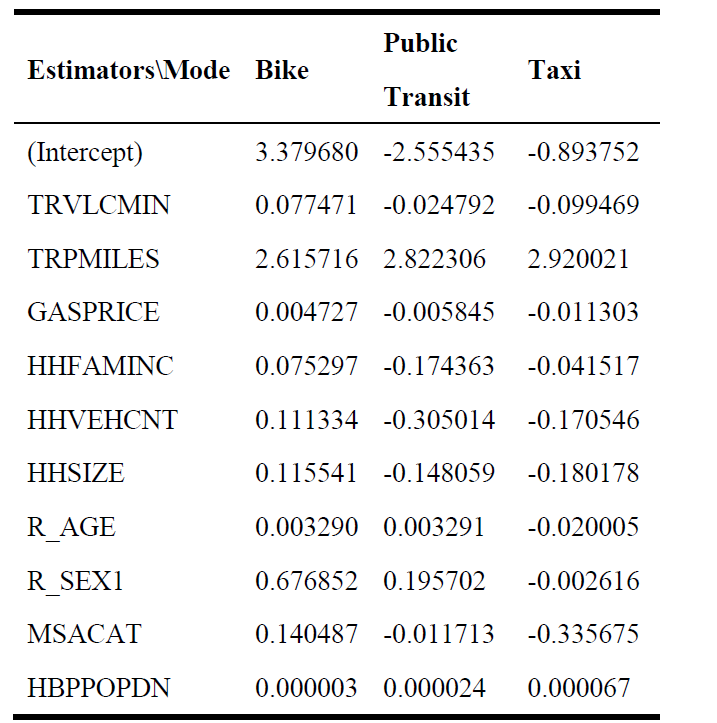 Estimators\Mode Bike Public Transit Taxi
(Intercept) 3.379680 -2.555435 -0.893752
TRVLCMIN 0.077471 -0.024792 -0.099469
TRPMILES 2.615716 2.822306 2.920021
GASPRICE 0.004727 -0.005845 -0.011303
HHFAMINC 0.075297 -0.174363 -0.041517
HHVEHCNT 0.111334 -0.305014 -0.170546
HHSIZE 0.115541 -0.148059 -0.180178
R_AGE 0.003290 0.003291 -0.020005
R_SEX1 0.676852 0.195702 -0.002616
MSACAT 0.140487 -0.011713 -0.335675
HBPPOPDN 0.000003 0.000024 0.000067